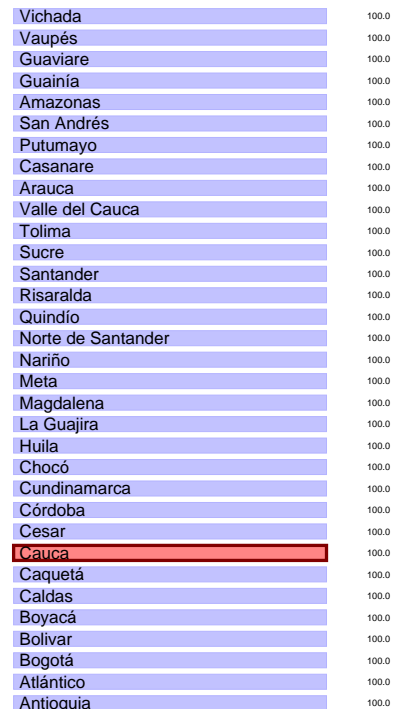 Vichada 100.0
Vaupés 100.0
Guaviare 100.0
Guainía 100.0
Amazonas 100.0
San Andrés 100.0
Putumayo 100.0
Casanare 100.0
Arauca 100.0
Valle del Cauca 100.0
Tolima 100.0
Sucre 100.0
Santander 100.0
Risaralda 100.0
Quindío 100.0
Norte de Santander 100.0
Nariño 100.0
Meta 100.0
Magdalena 100.0
La Guajira 100.0
Huila 100.0
Chocó 100.0
Cundinamarca 100.0
Córdoba 100.0
Cesar 100.0
Cauca 100.0
Caquetá 100.0
Caldas 100.0
Boyacá 100.0
Bolivar 100.0
Bogotá 100.0
Atlántico 100.0
Antioquia 100.0